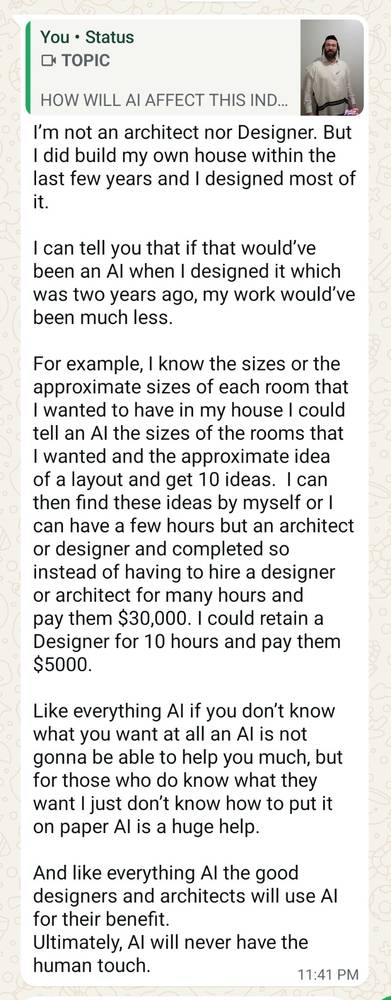 You • Status
TOPIC
HOW WILL AI AFFECT THIS IND...
I’m not an architect nor Designer. But
I did build my own house within the
last few years and I designed most of
it.
I can tell you that if that would’ve
been an AI when I designed it which
was two years ago, my work would’ve
been much less.
For example, I know the sizes or the
approximate sizes of each room that
I wanted to have in my house I could
tell an AI the sizes of the rooms that
I wanted and the approximate idea
of a layout and get 10 ideas.  I can
then find these ideas by myself or I
can have a few hours but an architect
or designer and completed so
instead of having to hire a designer
or architect for many hours and
pay them $30,000. I could retain a
Designer for 10 hours and pay them
$5000.
Like everything AI if you don’t know
what you want at all an AI is not
gonna be able to help you much, but
for those who do know what they
want I just don’t know how to put it
on paper AI is a huge help.
And like everything AI the good
designers and architects will use AI
for their benefit.
Ultimately, AI will never have the
human touch.
11:41 PM